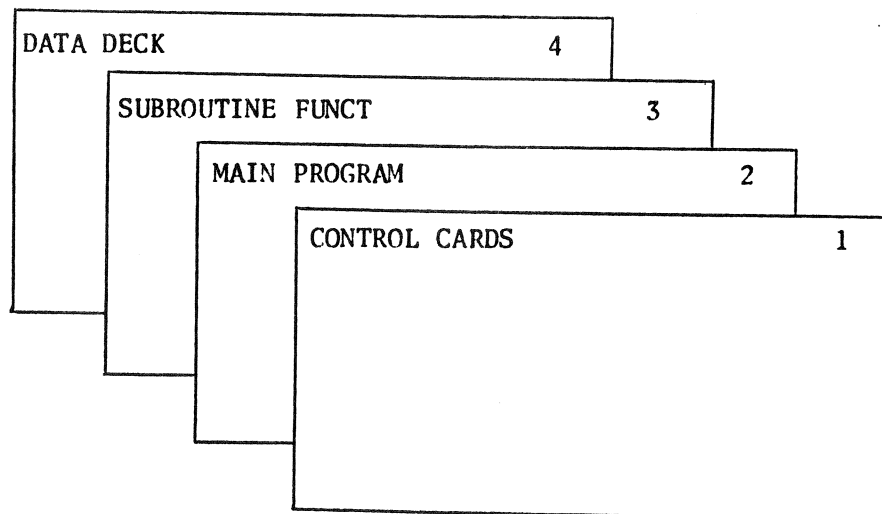 DATA DECK 4
SUBROUTINE FUNCT 3
MAIN PROGRAM 2
CONTROL CARDS 1